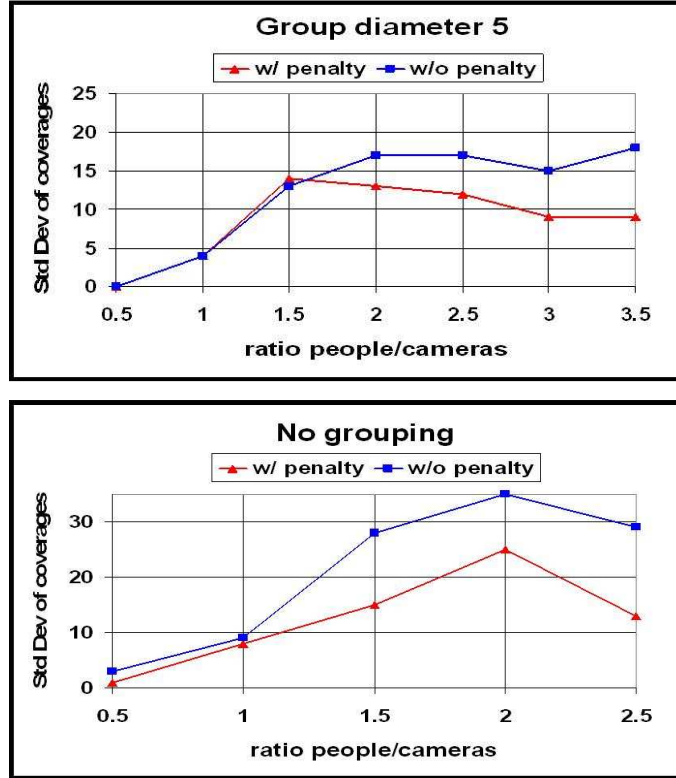 Group diameter 5
w/ penalty w/o penalty
Std Dev of coverages
25
20
15
10
5
0
0.5 1 1.5 2 2.5 3 3.5
ratio people/cameras
No grouping
w/ penalty w/o penalty
Std Dev of coverages
30
20
10
0
0.5 1 1.5 2 2.5
ratio people/cameras